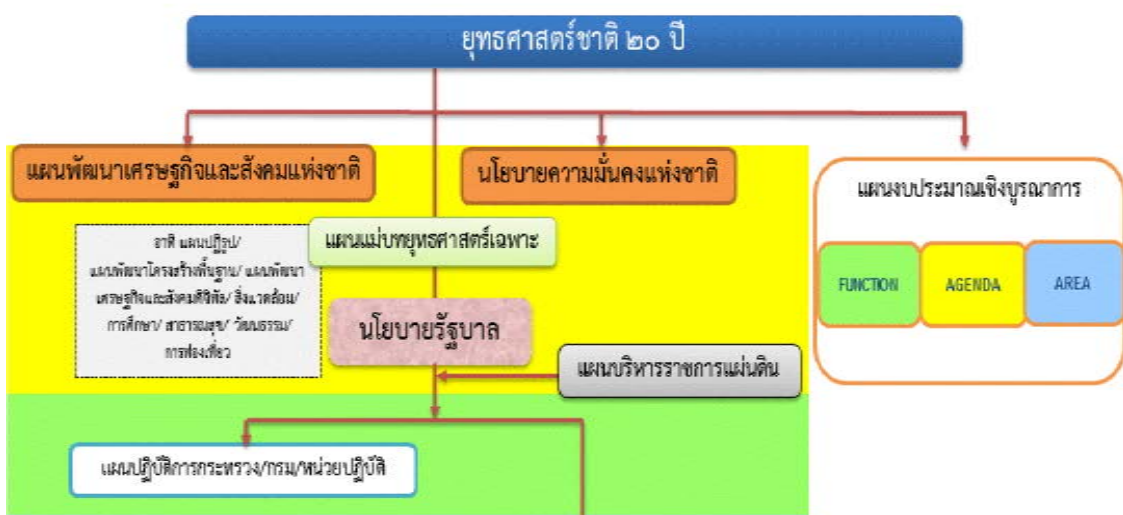 ยุทธศาสตร์ชาติ ๒๐ ปี
แผนพัฒนาเศรษฐกิจและสังคมแห่งชาติ
นโยบายความมั่นคงแห่งชาติ
แผนงบประมาณเชิงบูรณาการ
แผนแม่บทยุทธศาสตร์เฉพาะ
อาทิ แผนปฏิรูป/
แผนพัฒนาโครงสร้างพื้นฐาน/ แผนพัฒนา
เศรษฐกิจและสังคมดิจิทัล/ สิ่งแวดล้อม/
การศึกษา/ สาธารณสุข/ วัฒนธรรม/
การท่องเที่ยว
FUNCTION
AGENDA
AREA
นโยบายรัฐบาล
แผนบริหารราชการแผ่นดิน
แผนปฏิบัติการกระทรวง/กรม/หน่วยปฏิบัติ